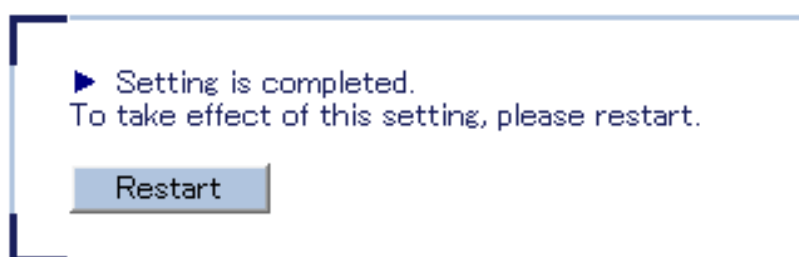 Setting is completed.
To take effect of this setting, please restart.
Restart